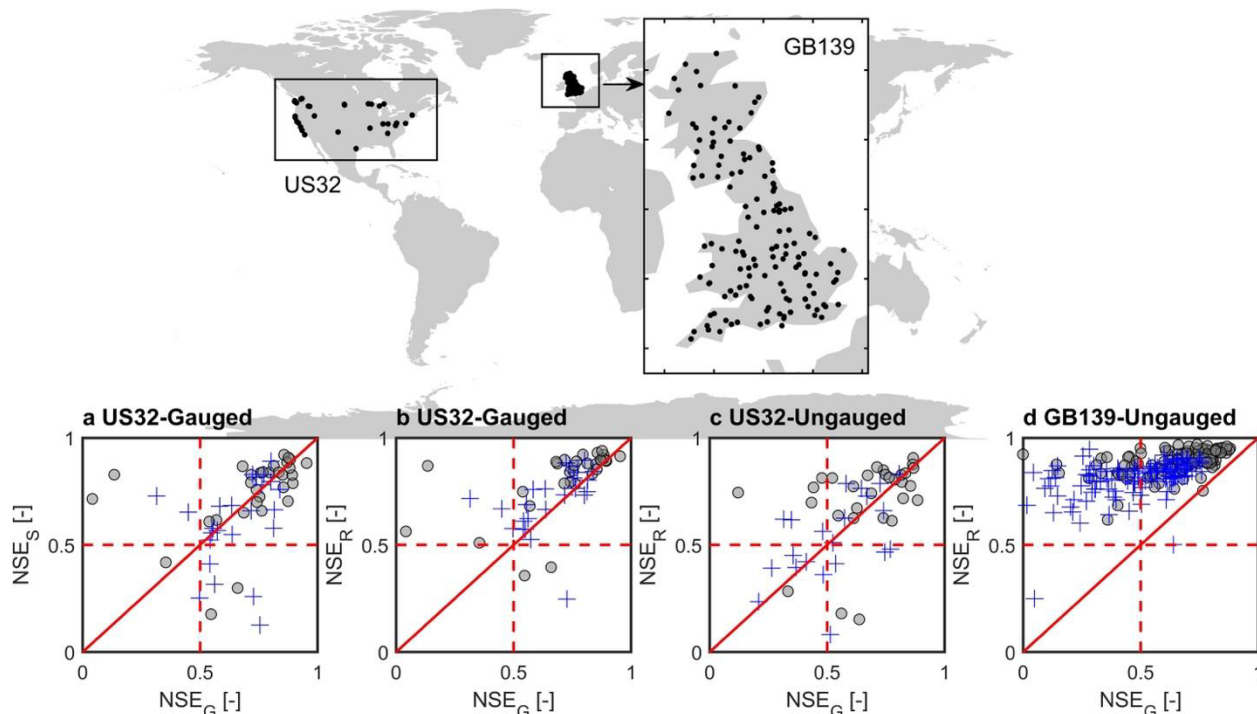 GB139
US32
a US32-Gauged
b US32-Gauged
c US32-Ungauged
d GB139-Ungauged
1
0.5
0
NSE_S [-]
0
0.5
1
NSE_G [-]
1
0.5
0
NSE_R [-]
0
0.5
1
NSE_G [-]
1
0.5
0
NSE_R [-]
0
0.5
1
NSE_G [-]
1
0.5
0
NSE_R [-]
0
0.5
1
NSE_G [-]